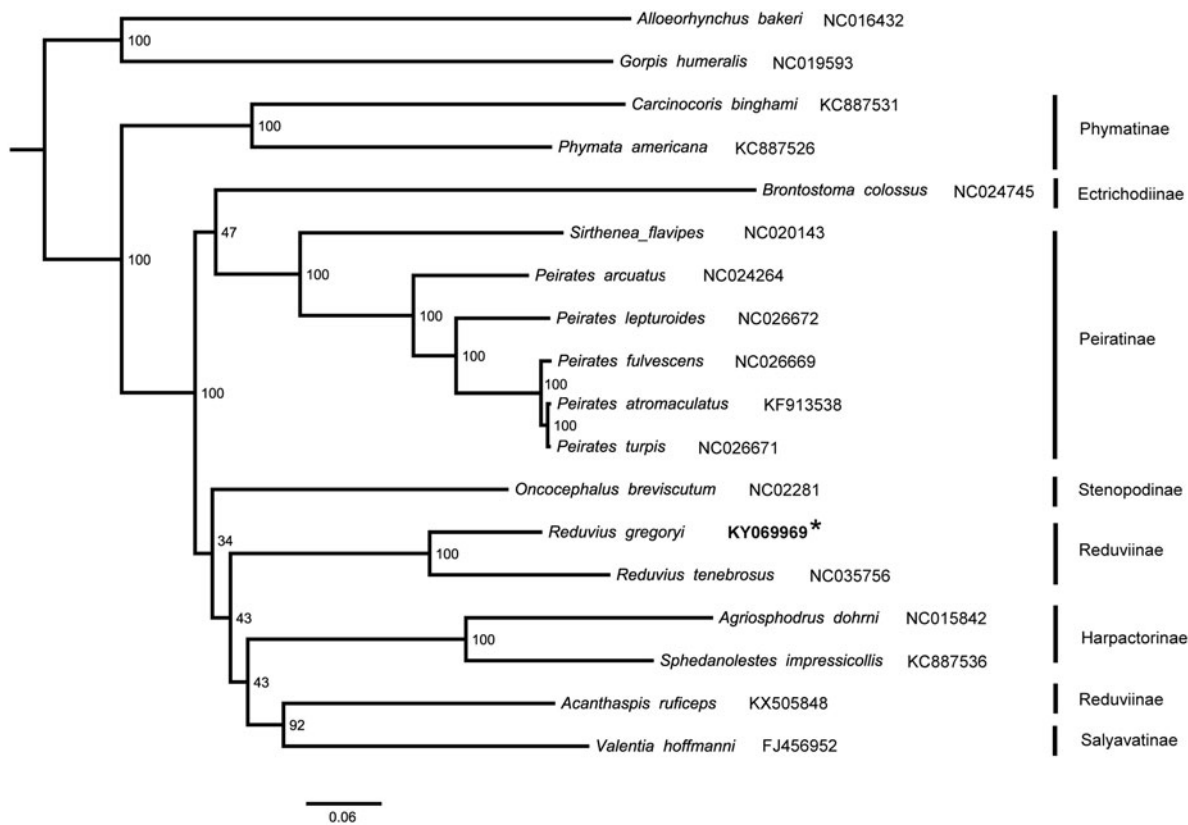 Alloeorhynchus bakeri NC016432
100
Gorpis humeralis NC019593
Carcinocoris binghami KC887531
100
Phymatinae
Phymata americana KC887526
Brontostoma colossus NC024745
Ectrichodiinae
47
Sirthenea_flavipes NC020143
100
100
Peirates arcuatus NC024264
100
Peirates lepturoides NC026672
Peiratinae
100
Peirates fulvescens NC026669
100
100
Peirates atromaculatus KF913538
100
Peirates turpis NC026671
Oncocephalus breviscutum NC02281
Stenopodinae
Reduvius gregoryi KY069969*
34
100
Reduviinae
Reduvius tenebrosus NC035756
43
Agriosphodrus dohrni NC015842
100
Harpactorinae
Sphedanolestes impressicollis KC887536
43
Acanthaspis ruficeps KX505848
Reduviinae
92
Valentia hoffmanni FJ456952
Salyavatinae
0.06